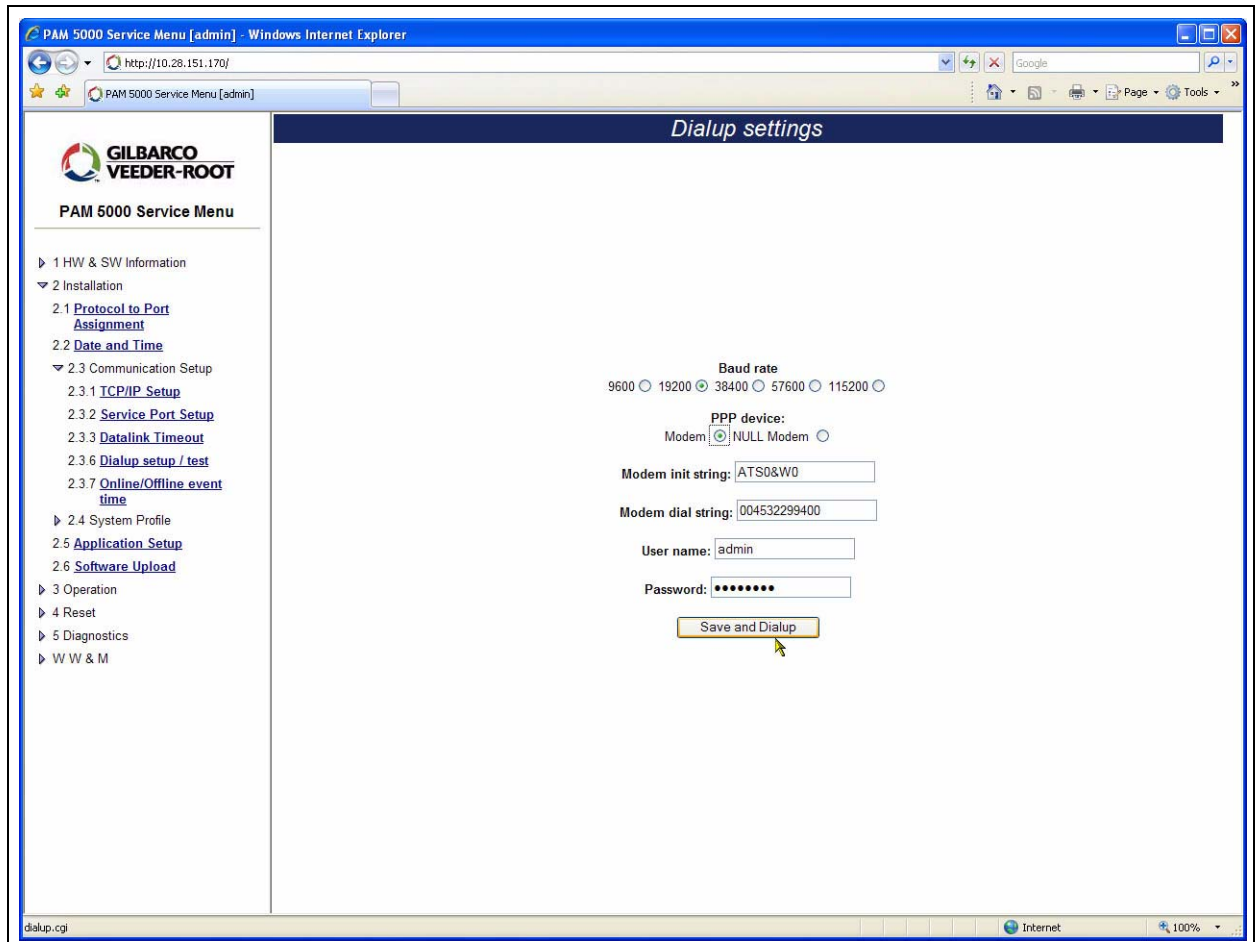 PAM 5000 Service Menu [admin] - Windows Internet Explorer
http://10.28.151.170/
Google
PAM 5000 Service Menu [admin]
Page
Tools
»
GILBARCO
VEEDER-ROOT
™
PAM 5000 Service Menu
1 HW & SW Information
2 Installation
2.1 Protocol to Port
Assignment
2.2 Date and Time
2.3 Communication Setup
2.3.1 TCP/IP Setup
2.3.2 Service Port Setup
2.3.3 Datalink Timeout
2.3.6 Dialup setup / test
2.3.7 Online/Offline event
time
2.4 System Profile
2.5 Application Setup
2.6 Software Upload
3 Operation
4 Reset
5 Diagnostics
W W & M
Dialup settings
Baud rate
9600 19200 38400 57600 115200
PPP device:
Modem NULL Modem
Modem init string: ATS0&W0
Modem dial string: 004532299400
User name: admin
Password: ••••••••
Save and Dialup
dialup.cgi
Internet
100%